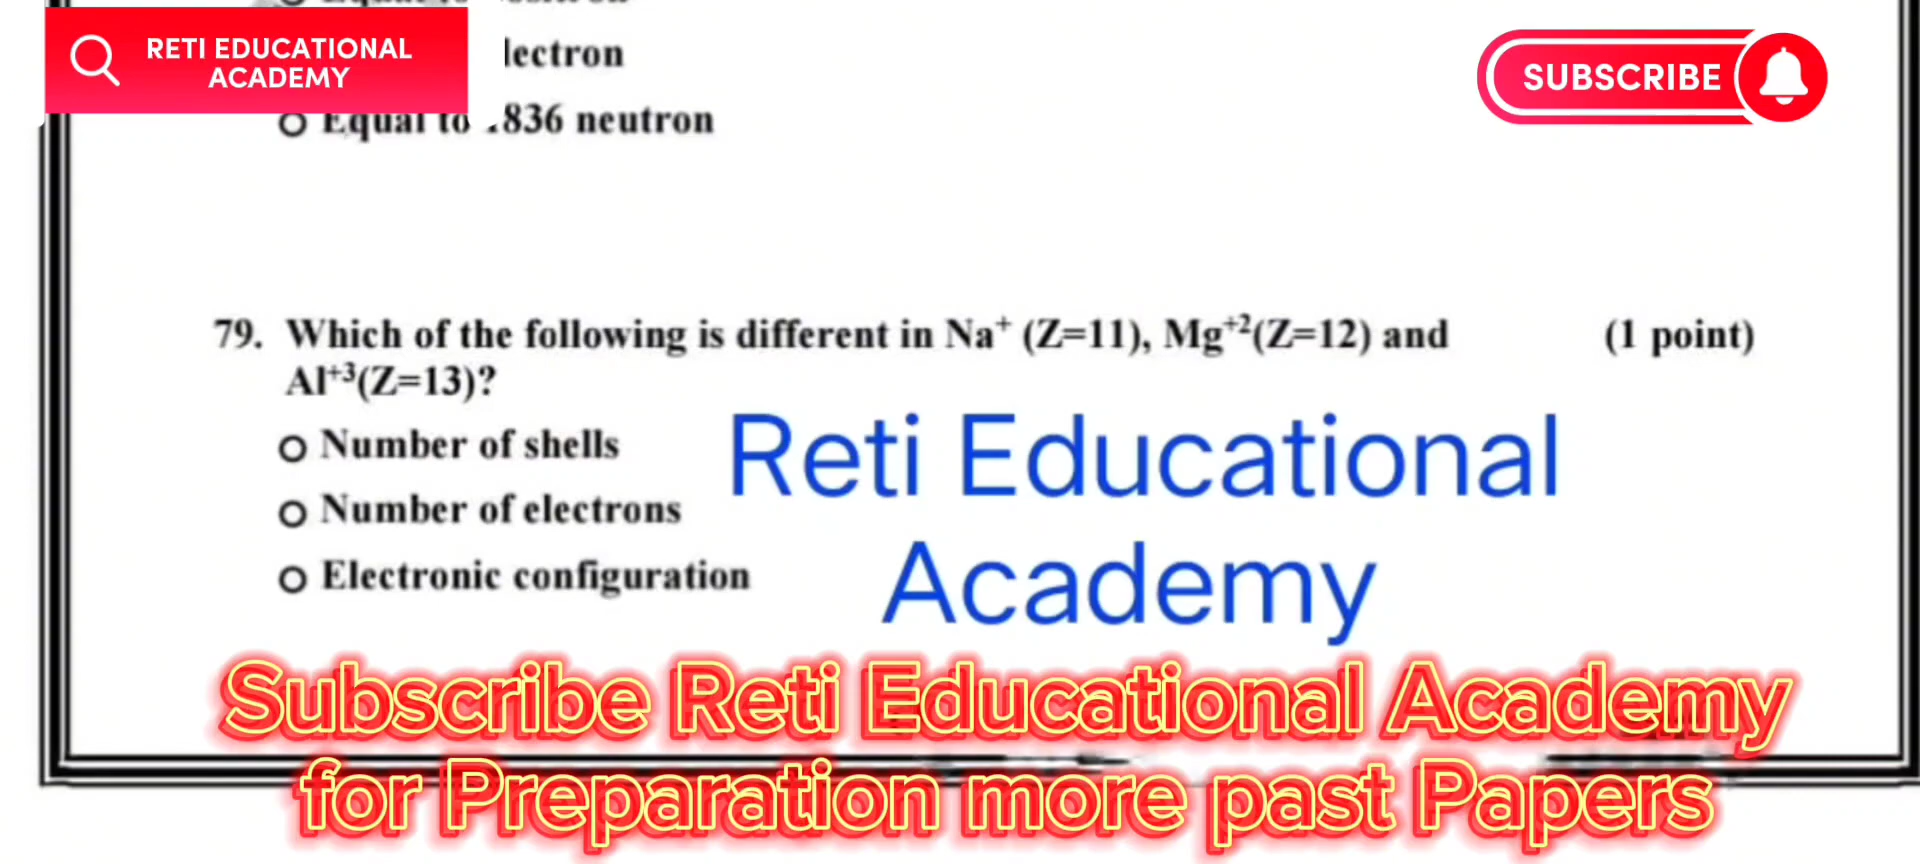 RETI EDUCATIONAL
ACADEMY
lectron
SUBSCRIBE
Equal to .836 neutron
79. Which of the following is different in Na⁺ (Z=11), Mg⁺²(Z=12) and (1 point)
Al⁺³(Z=13)?
Number of shells
Number of electrons
Electronic configuration
Reti Educational
Academy
Subscribe Reti Educational Academy
for Preparation more past Papers